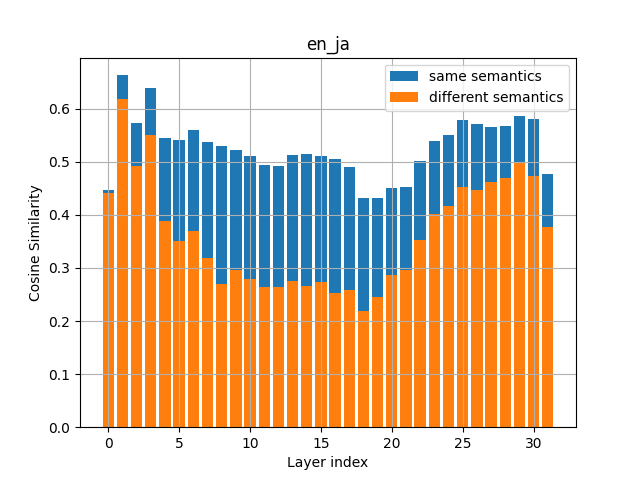 en_ja
same semantics
different semantics
Cosine Similarity
0.6
0.5
0.4
0.3
0.2
0.1
0.0
0 5 10 15 20 25 30
Layer index